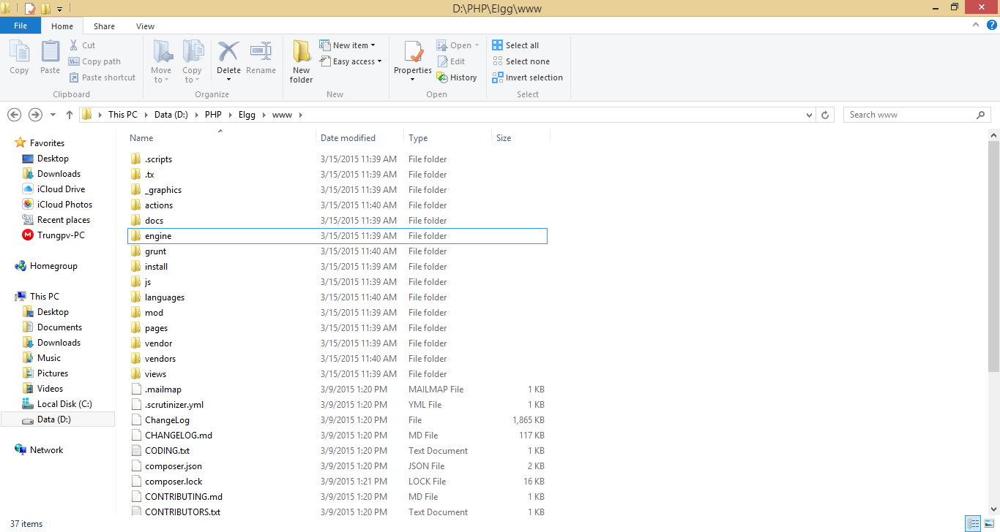 D:\PHP\Elgg\www
File Home Share View
Copy
Paste
Cut
Copy path
Paste shortcut
Clipboard
Move to
Copy to
Delete
Rename
Organize
New folder
New item
Easy access
New
Properties
Open
Edit
History
Open
Select all
Select none
Invert selection
Select
This PC Data (D:) PHP Elgg www
Search www
Favorites
Desktop
Downloads
iCloud Drive
iCloud Photos
Recent places
Trungpv-PC
Homegroup
This PC
Desktop
Documents
Downloads
Music
Pictures
Videos
Local Disk (C:)
Data (D:)
Network
Name Date modified Type Size
.scripts 3/15/2015 11:39 AM File folder
.tx 3/15/2015 11:39 AM File folder
_graphics 3/15/2015 11:39 AM File folder
actions 3/15/2015 11:40 AM File folder
docs 3/15/2015 11:39 AM File folder
engine 3/15/2015 11:39 AM File folder
grunt 3/15/2015 11:40 AM File folder
install 3/15/2015 11:39 AM File folder
js 3/15/2015 11:39 AM File folder
languages 3/15/2015 11:40 AM File folder
mod 3/15/2015 11:39 AM File folder
pages 3/15/2015 11:39 AM File folder
vendor 3/15/2015 11:39 AM File folder
vendors 3/15/2015 11:40 AM File folder
views 3/15/2015 11:39 AM File folder
.mailmap 3/9/2015 1:20 PM MAILMAP File 1 KB
.scrutinizer.yml 3/9/2015 1:20 PM YML File 1 KB
ChangeLog 3/9/2015 1:20 PM File 1,865 KB
CHANGELOG.md 3/9/2015 1:20 PM MD File 117 KB
CODING.txt 3/9/2015 1:20 PM Text Document 1 KB
composer.json 3/9/2015 1:20 PM JSON File 2 KB
composer.lock 3/9/2015 1:21 PM LOCK File 16 KB
CONTRIBUTING.md 3/9/2015 1:20 PM MD File 1 KB
CONTRIBUTORS.txt 3/9/2015 1:20 PM Text Document 1 KB
37 items